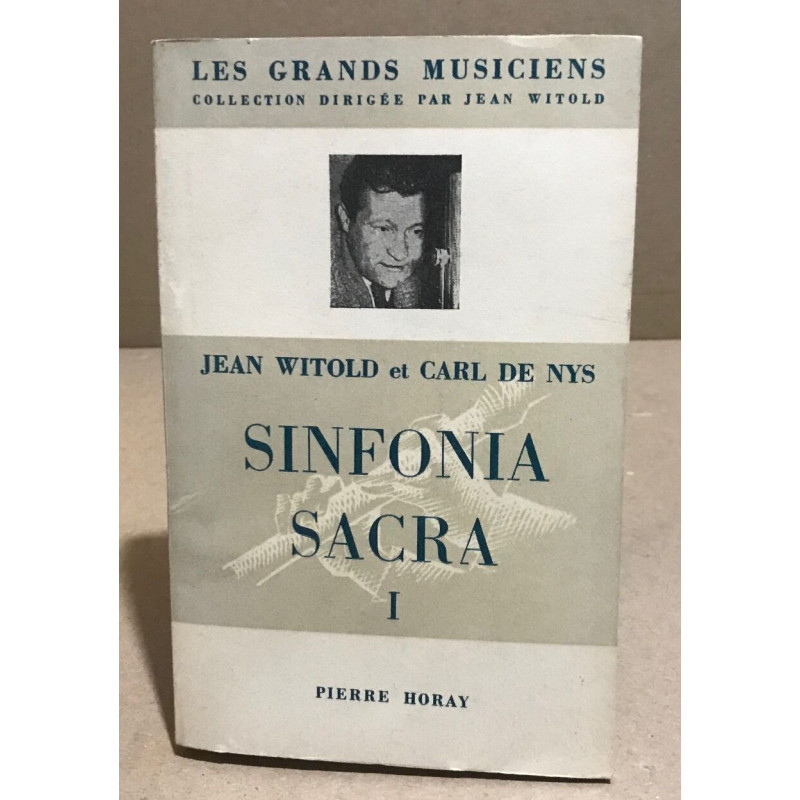 LES GRANDS MUSICIENS
COLLECTION DIRIGÉE PAR JEAN WITOLD
JEAN WITOLD et CARL DE NYS
SINFONIA
SACRA
I
PIERRE HORAY